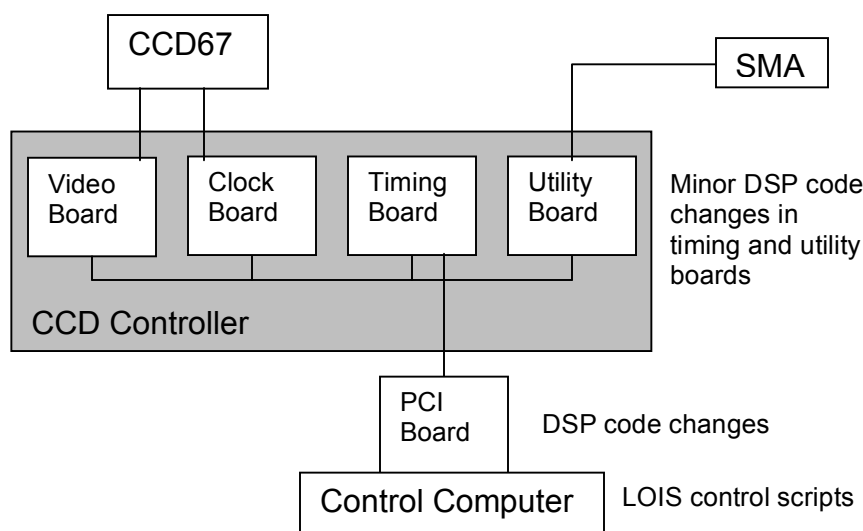 CCD67
SMA
Video
Board
Clock
Board
Timing
Board
Utility
Board
Minor DSP code
changes in
timing and utility
boards
CCD Controller
PCI
Board
DSP code changes
Control Computer
LOIS control scripts